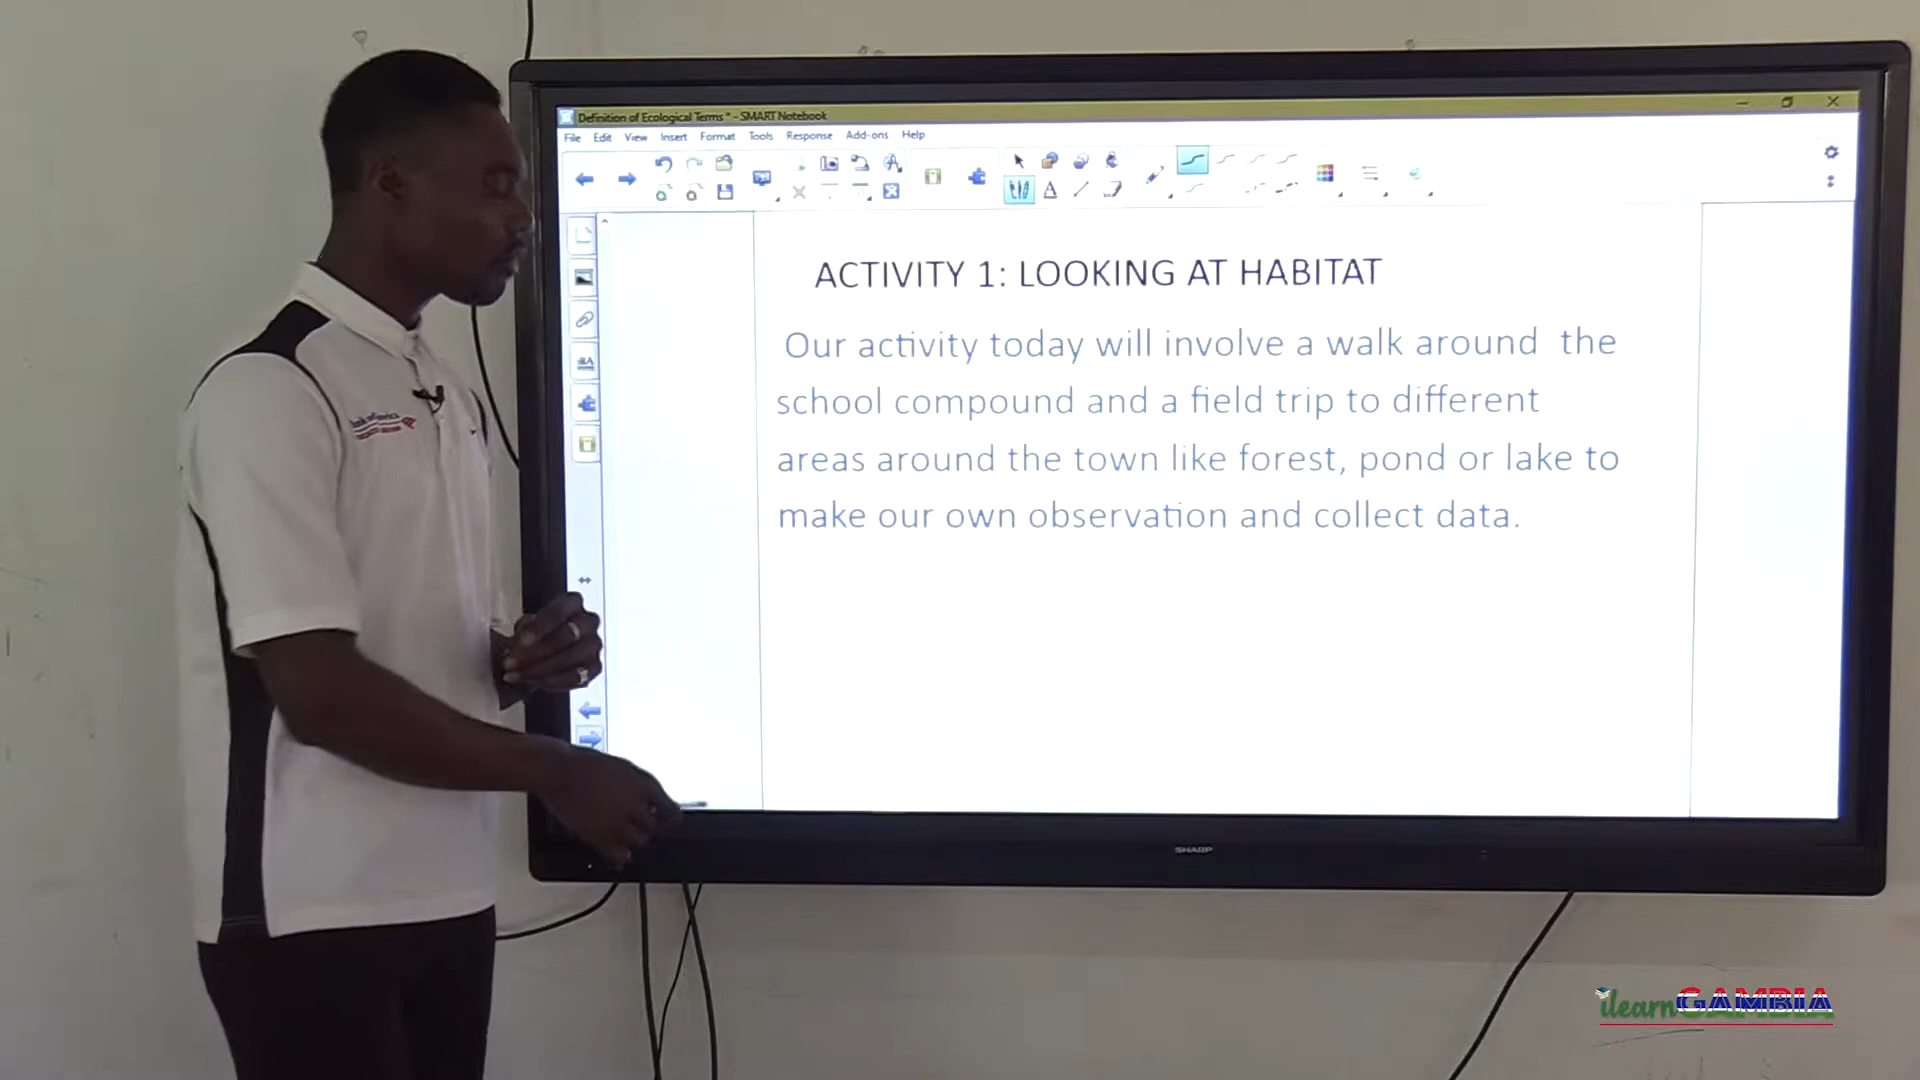 Definition of Ecological Terms * - SMART Notebook
File Edit View Insert Format Tools Response Add-ons Help
ACTIVITY 1: LOOKING AT HABITAT
Our activity today will involve a walk around the
school compound and a field trip to different
areas around the town like forest, pond or lake to
make our own observation and collect data.
SHARP
ilearnGAMBIA